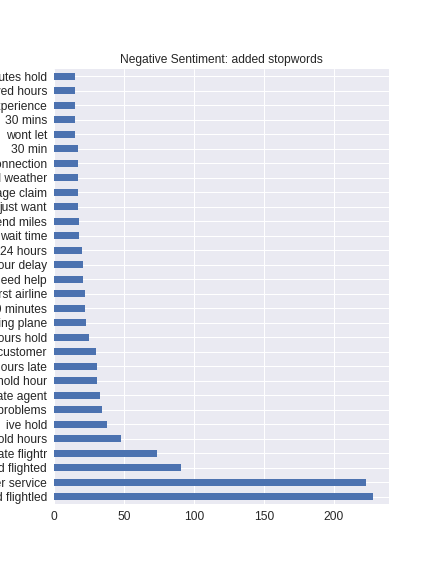 Negative Sentiment: added stopwords
utes hold
ed hours
perience
30 mins
wont let
30 min
onnection
weather
age claim
just want
end miles
wait time
24 hours
our delay
eed help
rst airline
minutes
ing plane
ours hold
customer
ours late
hold hour
ate agent
problems
ive hold
old hours
ate flightr
d flighted
er service
d flightled
0 50 100 150 200